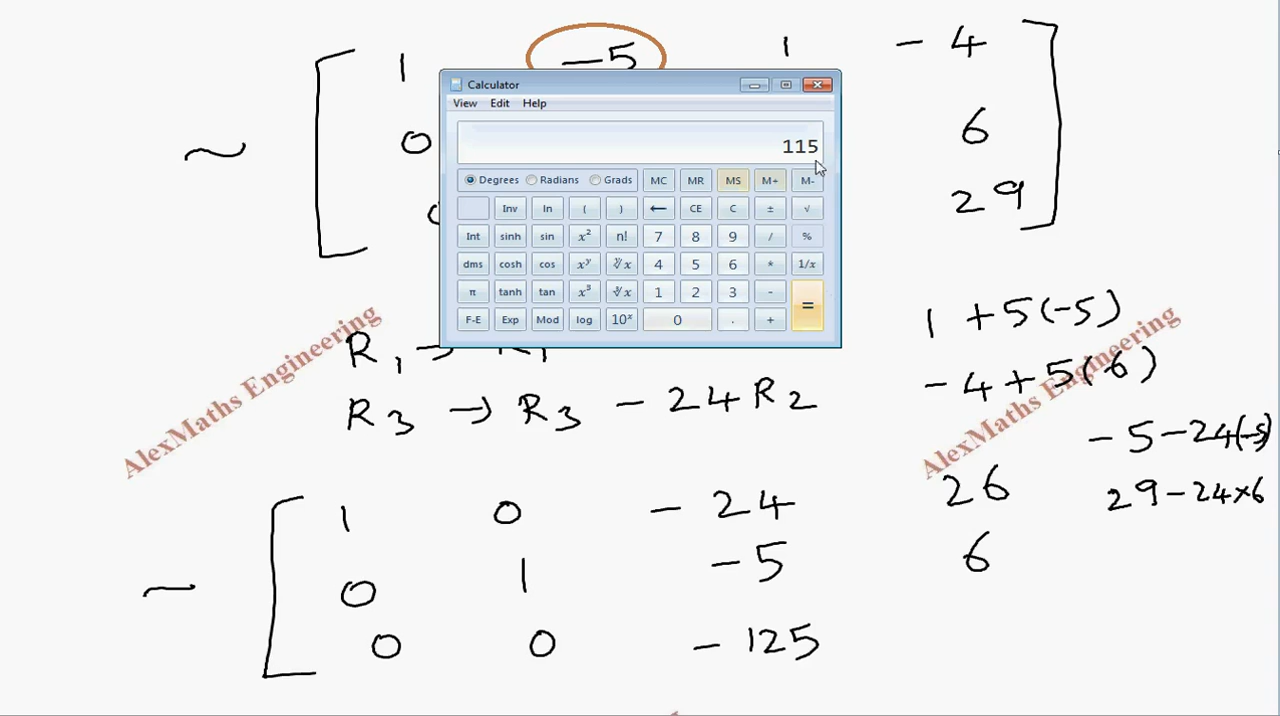 1 -5 1 -4
Calculator
View Edit Help
115
Degrees Radians Grads MC MR MS M+ M-
Inv ln ( ) ← CE C ± √
Int sinh sin x² n! 7 8 9 / %
dms cosh cos xʸ ʸ√x 4 5 6 * 1/x
π tanh tan x³ ³√x 1 2 3 - =
F-E Exp Mod log 10ˣ 0 . +
~ 0 6
29
R1 →
R3 → R3 - 24R2
1 + 5(-5)
-4 + 5(6)
-5-24(-5)
29-24×6
AlexMaths Engineering
AlexMaths Engineering
1 0 -24 26
~ 0 1 -5 6
0 0 -125